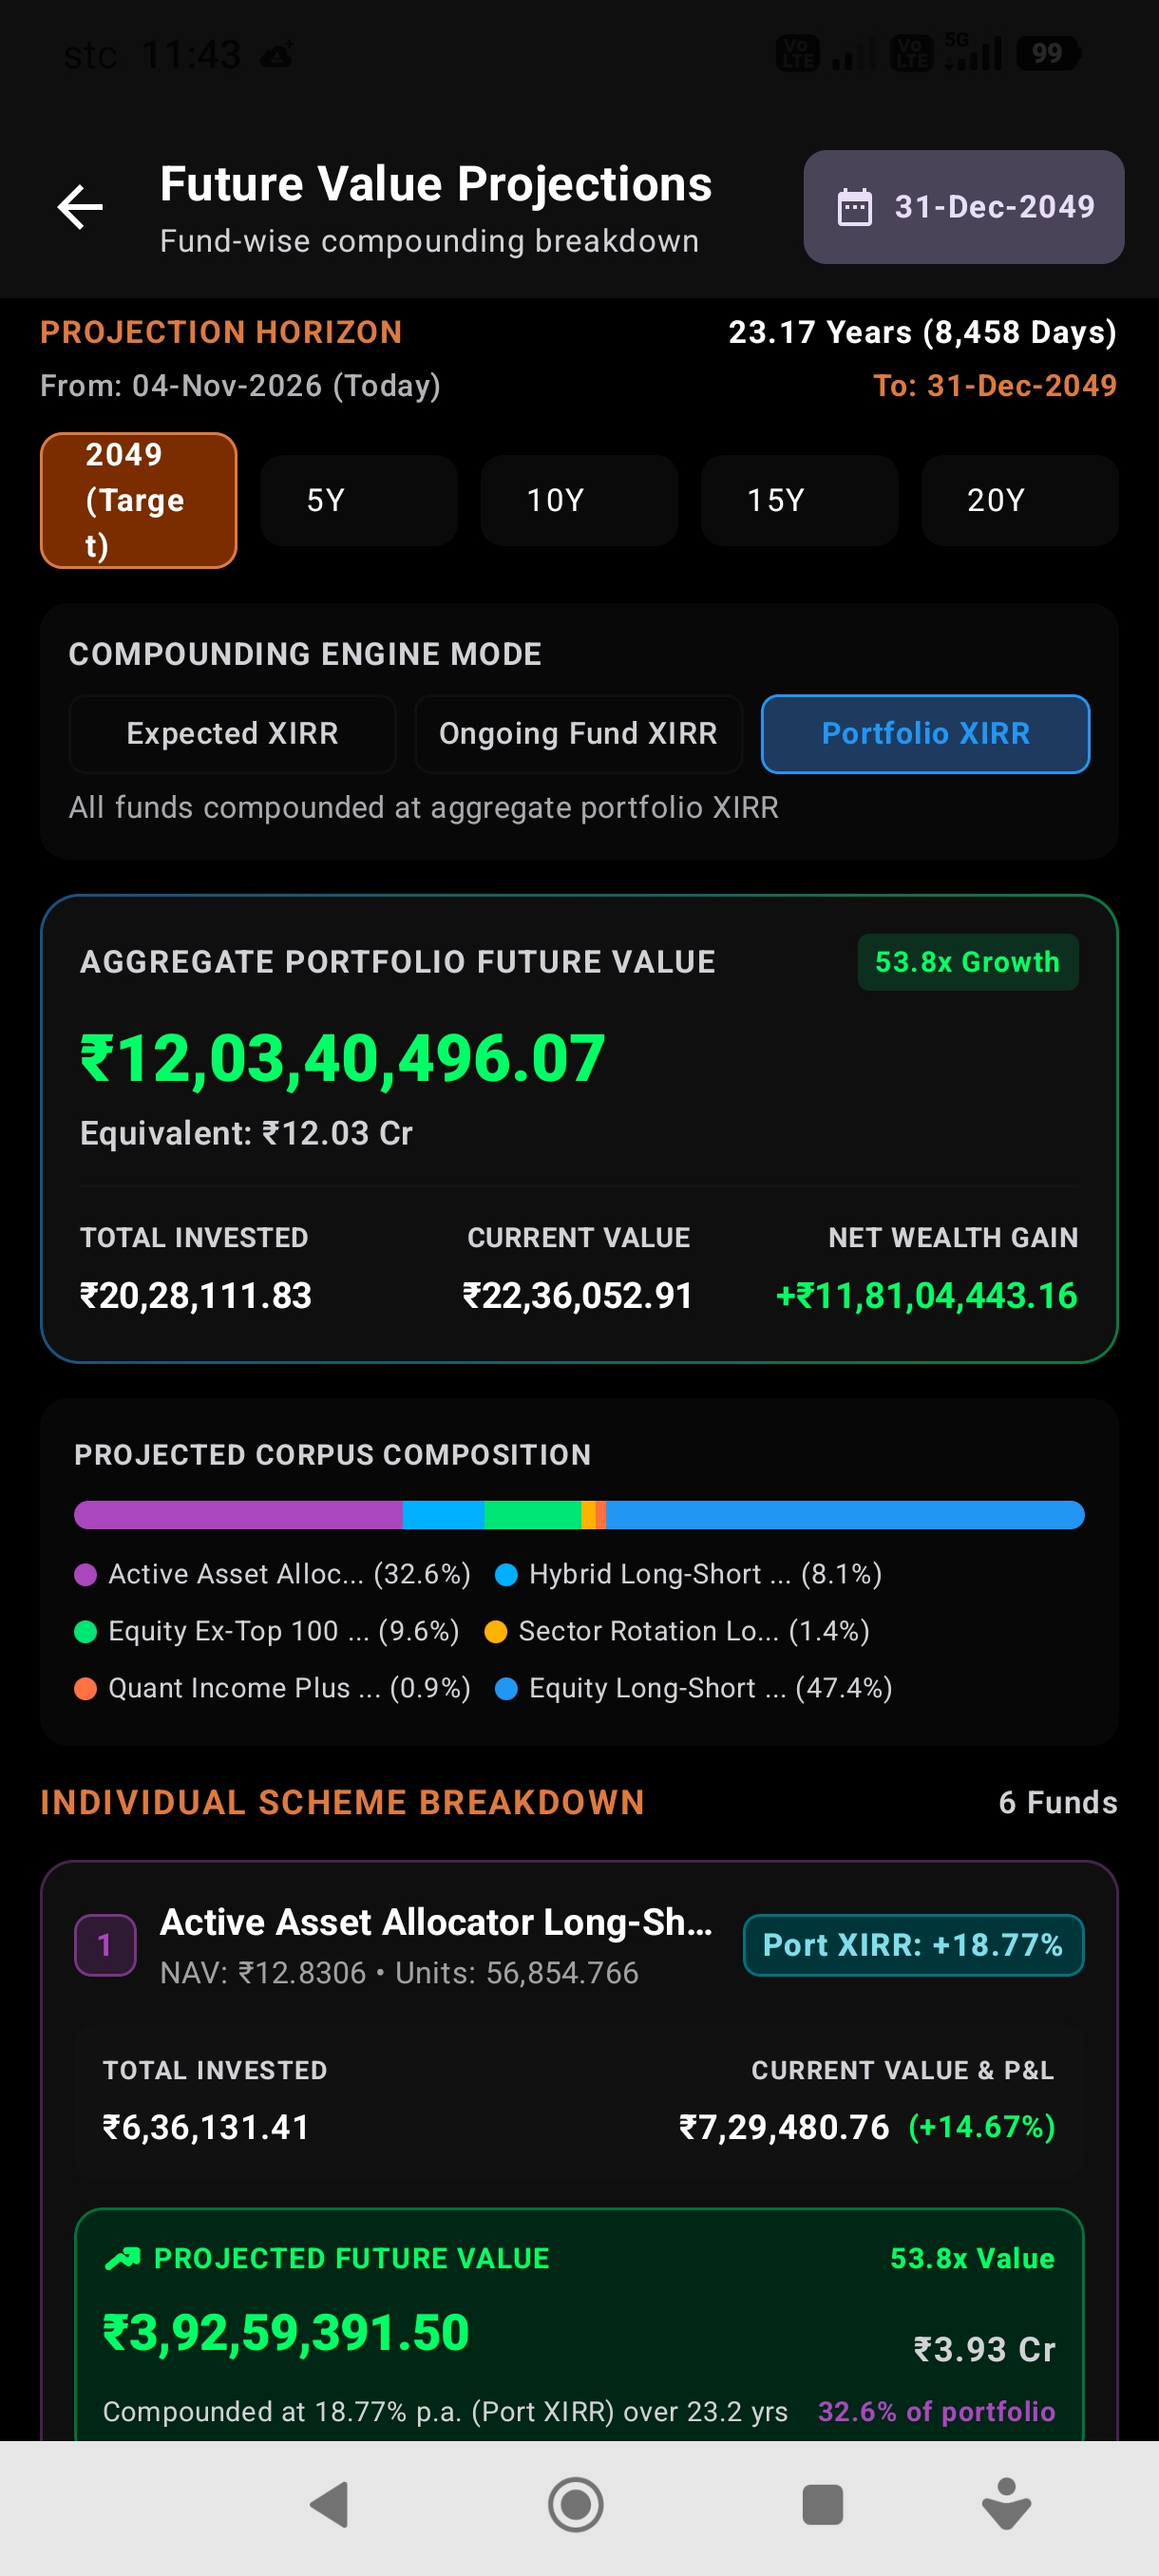 stc 11:43
Vo LTE Vo LTE 5G 99
Future Value Projections
Fund-wise compounding breakdown
31-Dec-2049
PROJECTION HORIZON 23.17 Years (8,458 Days)
From: 04-Nov-2026 (Today) To: 31-Dec-2049
2049
(Targe
t)
5Y 10Y 15Y 20Y
COMPOUNDING ENGINE MODE
Expected XIRR Ongoing Fund XIRR Portfolio XIRR
All funds compounded at aggregate portfolio XIRR
AGGREGATE PORTFOLIO FUTURE VALUE 53.8x Growth
₹12,03,40,496.07
Equivalent: ₹12.03 Cr
TOTAL INVESTED CURRENT VALUE NET WEALTH GAIN
₹20,28,111.83 ₹22,36,052.91 +₹11,81,04,443.16
PROJECTED CORPUS COMPOSITION
Active Asset Alloc... (32.6%) Hybrid Long-Short ... (8.1%)
Equity Ex-Top 100 ... (9.6%) Sector Rotation Lo... (1.4%)
Quant Income Plus ... (0.9%) Equity Long-Short ... (47.4%)
INDIVIDUAL SCHEME BREAKDOWN 6 Funds
1 Active Asset Allocator Long-Sh... Port XIRR: +18.77%
NAV: ₹12.8306 • Units: 56,854.766
TOTAL INVESTED CURRENT VALUE & P&L
₹6,36,131.41 ₹7,29,480.76 (+14.67%)
PROJECTED FUTURE VALUE 53.8x Value
₹3,92,59,391.50 ₹3.93 Cr
Compounded at 18.77% p.a. (Port XIRR) over 23.2 yrs 32.6% of portfolio